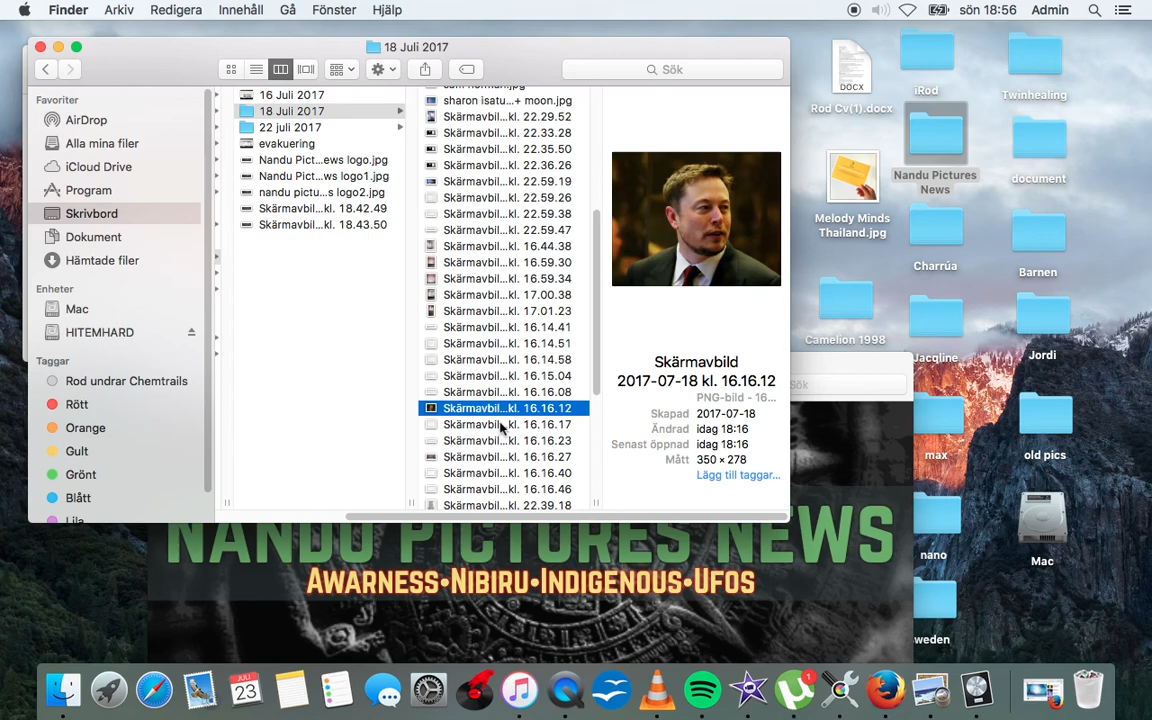 Finder Arkiv Redigera Innehåll Gå Fönster Hjälp sön 18:56 Admin
18 Juli 2017
Sök
Favoriter
AirDrop
Alla mina filer
iCloud Drive
Program
Skrivbord
Dokument
Hämtade filer
Enheter
Mac
HITEMHARD
Taggar
Rod undrar Chemtrails
Rött
Orange
Gult
Grönt
Blått
Lila
16 Juli 2017
18 Juli 2017
22 juli 2017
evakuering
Nandu Pict...ews logo.jpg
Nandu Pict...ws logo1.jpg
nandu pictu...s logo2.jpg
Skärmavbil...kl. 18.42.49
Skärmavbil...kl. 18.43.50
sharon isatu...+ moon.jpg
Skärmavbil...kl. 22.29.52
Skärmavbil...kl. 22.33.28
Skärmavbil...kl. 22.35.50
Skärmavbil...kl. 22.36.26
Skärmavbil...kl. 22.59.19
Skärmavbil...kl. 22.59.26
Skärmavbil...kl. 22.59.38
Skärmavbil...kl. 22.59.47
Skärmavbil...kl. 16.44.38
Skärmavbil...kl. 16.59.30
Skärmavbil...kl. 16.59.34
Skärmavbil...kl. 17.00.38
Skärmavbil...kl. 17.01.23
Skärmavbil...kl. 16.14.41
Skärmavbil...kl. 16.14.51
Skärmavbil...kl. 16.14.58
Skärmavbil...kl. 16.15.04
Skärmavbil...kl. 16.16.08
Skärmavbil...kl. 16.16.12
Skärmavbil...kl. 16.16.17
Skärmavbil...kl. 16.16.23
Skärmavbil...kl. 16.16.27
Skärmavbil...kl. 16.16.40
Skärmavbil...kl. 16.16.46
Skärmavbil...kl. 22.39.18
Skärmavbild
2017-07-18 kl. 16.16.12
PNG-bild - 16...
Skapad 2017-07-18
Ändrad idag 18:16
Senast öppnad idag 18:16
Mått 350 × 278
Lägg till taggar...
Sök
DOCX
Rod Cv(1).docx
iRod
Twinhealing
Melody Minds
Thailand.jpg
Nandu Pictures
News
document
Charrúa
Barnen
Camelion 1998
Jacqline
Jordi
max
old pics
nano
Mac
sweden
NANDU PICTURES NEWS
AWARNESS•NIBIRU•INDIGENOUS•UFOS
JULI
23
1